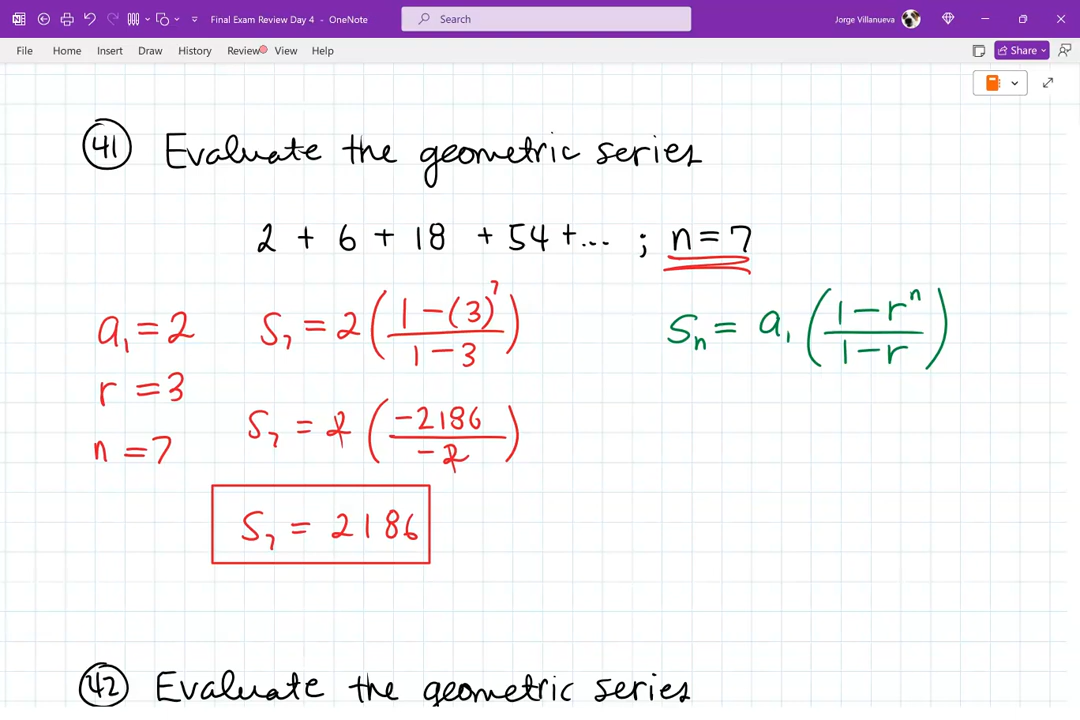 Final Exam Review Day 4 - OneNote
Search
Jorge Villanueva
File Home Insert Draw History Review View Help
Share
41 Evaluate the geometric series
2 + 6 + 18 + 54 + ... ; n = 7
a₁ = 2
r = 3
n = 7
S₇ = 2 ( (1 - (3)⁷) / (1 - 3) )
S₇ = 2 ( -2186 / -2 )
S₇ = 2186
Sₙ = a₁ ( (1 - rⁿ) / (1 - r) )
42 Evaluate the geometric series